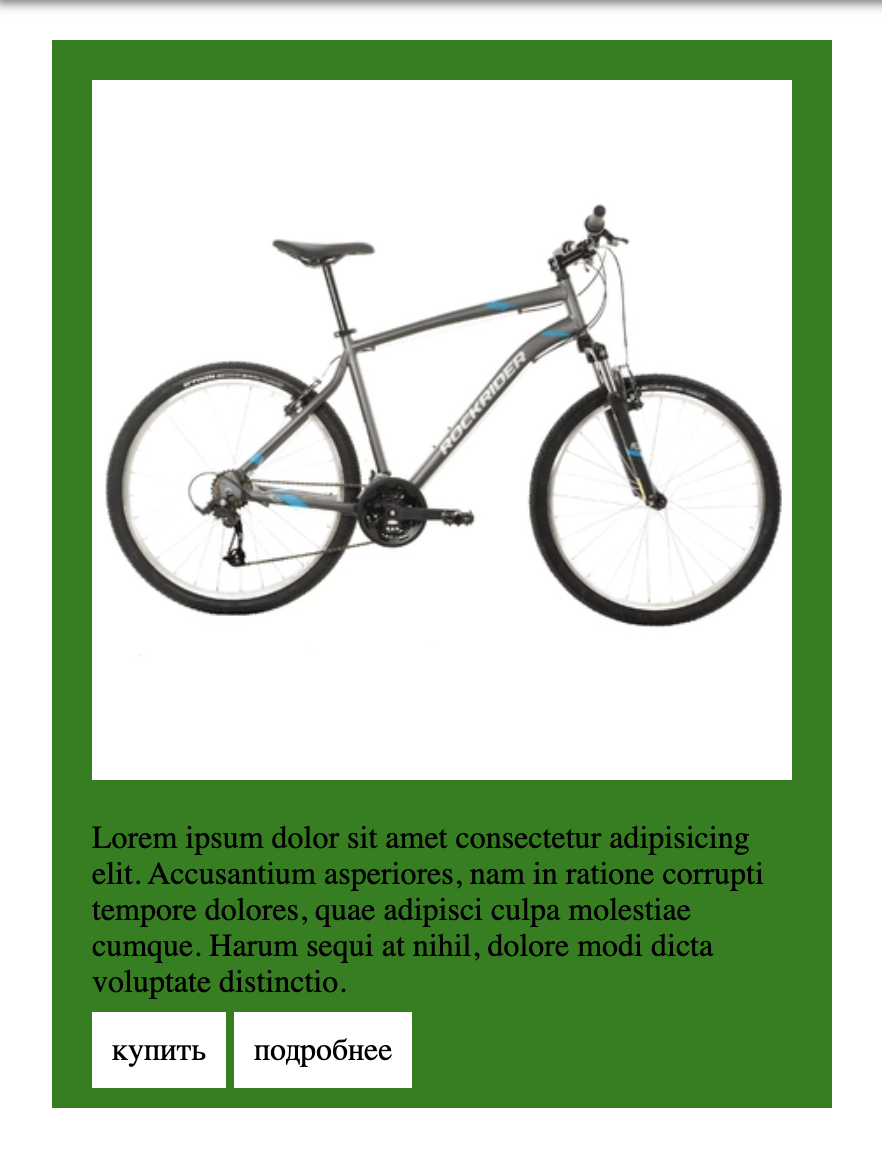 ROCKRIDER
Lorem ipsum dolor sit amet consectetur adipisicing
elit. Accusantium asperiores, nam in ratione corrupti
tempore dolores, quae adipisci culpa molestiae
cumque. Harum sequi at nihil, dolore modi dicta
voluptate distinctio.
купить
подробнее